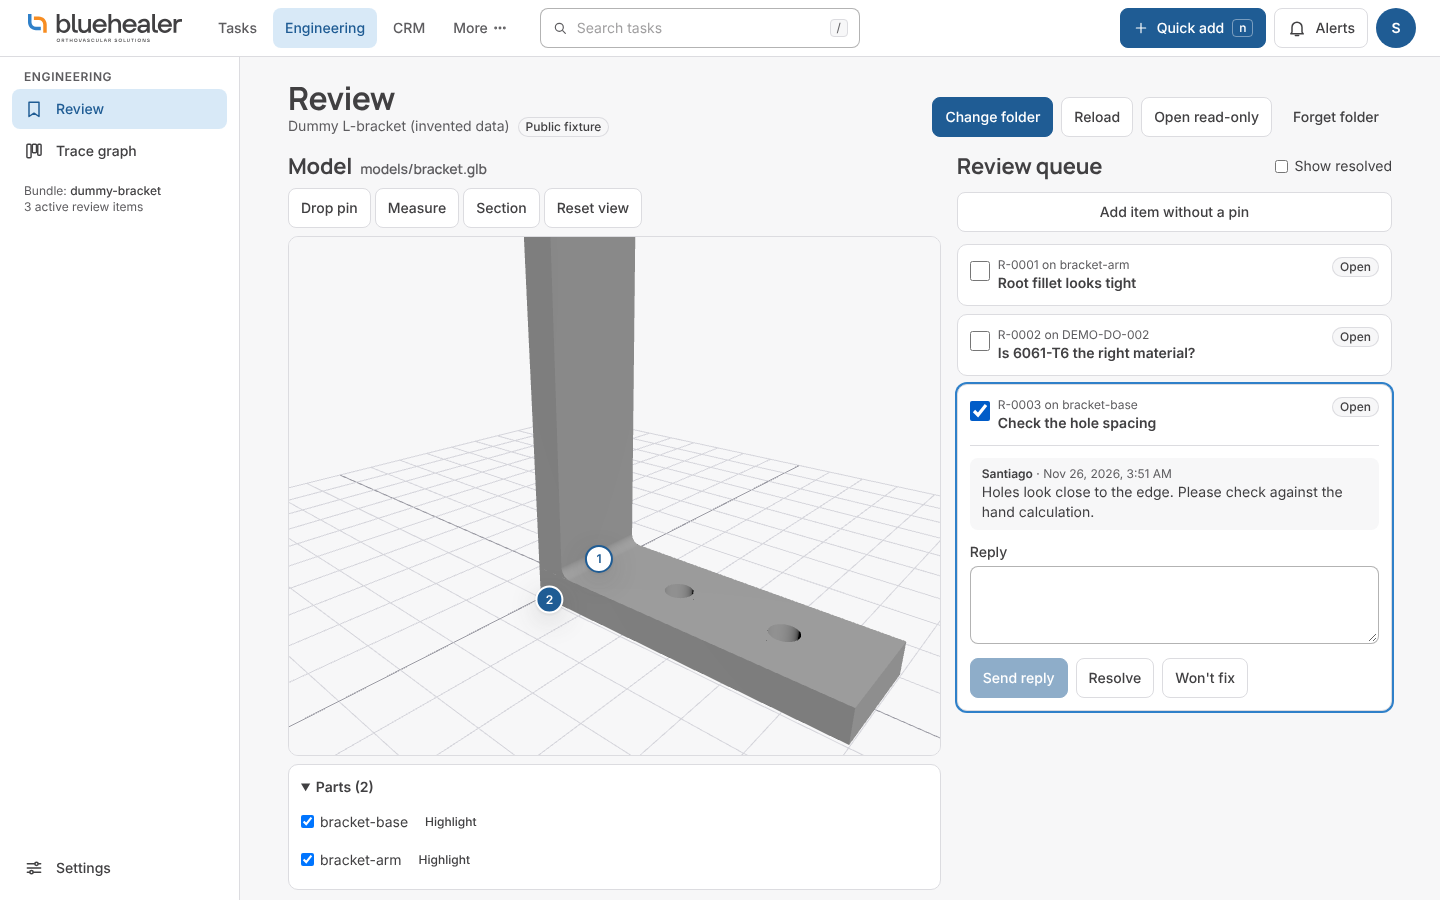 bluehealer
ORTHOVASCULAR SOLUTIONS
Tasks
Engineering
CRM
More
Search tasks
/
Quick add n
Alerts
S
ENGINEERING
Review
Trace graph
Bundle: dummy-bracket
3 active review items
Settings
Review
Dummy L-bracket (invented data) Public fixture
Change folder
Reload
Open read-only
Forget folder
Model models/bracket.glb
Drop pin
Measure
Section
Reset view
1
2
Parts (2)
bracket-base Highlight
bracket-arm Highlight
Review queue
Show resolved
Add item without a pin
R-0001 on bracket-arm
Root fillet looks tight
Open
R-0002 on DEMO-DO-002
Is 6061-T6 the right material?
Open
R-0003 on bracket-base
Check the hole spacing
Open
Santiago · Nov 26, 2026, 3:51 AM
Holes look close to the edge. Please check against the
hand calculation.
Reply
Send reply
Resolve
Won't fix